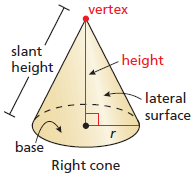 vertex
slant
height
height
lateral
surface
r
base
Right cone